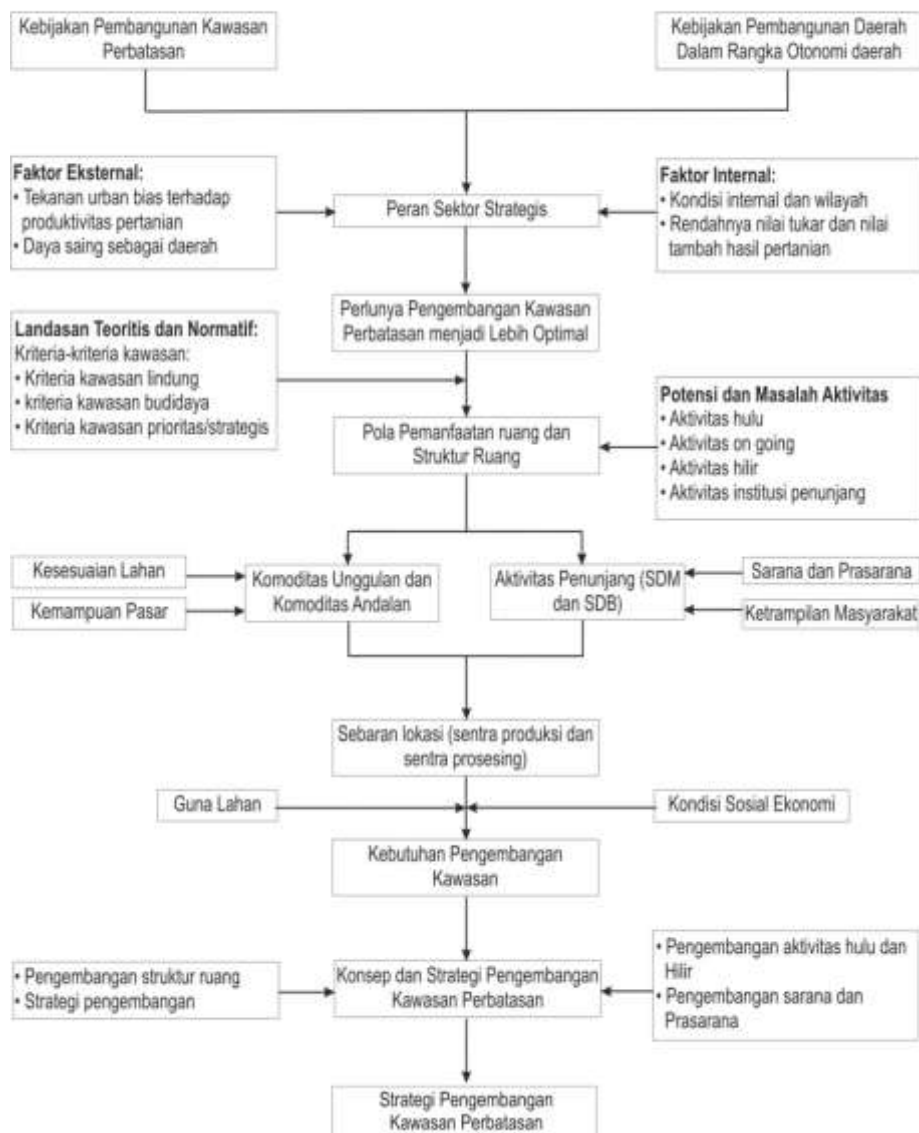 Kebijakan Pembangunan Kawasan
Perbatasan
Kebijakan Pembangunan Daerah
Dalam Rangka Otonomi daerah
Faktor Eksternal:
• Tekanan urban bias terhadap
produktivitas pertanian
• Daya saing sebagai daerah
Peran Sektor Strategis
Faktor Internal:
• Kondisi internal dan wilayah
• Rendahnya nilai tukar dan nilai
tambah hasil pertanian
Perlunya Pengembangan Kawasan
Perbatasan menjadi Lebih Optimal
Landasan Teoritis dan Normatif:
Kriteria-kriteria kawasan:
• Kriteria kawasan lindung
• kriteria kawasan budidaya
• Kriteria kawasan prioritas/strategis
Pola Pemanfaatan ruang dan
Struktur Ruang
Potensi dan Masalah Aktivitas
• Aktivitas hulu
• Aktivitas on going
• Aktivitas hilir
• Aktivitas institusi penunjang
Kesesuaian Lahan
Kemampuan Pasar
Komoditas Unggulan dan
Komoditas Andalan
Aktivitas Penunjang (SDM
dan SDB)
Sarana dan Prasarana
Ketrampilan Masyarakat
Sebaran lokasi (sentra produksi dan
sentra prosesing)
Guna Lahan
Kondisi Sosial Ekonomi
Kebutuhan Pengembangan
Kawasan
• Pengembangan struktur ruang
• Strategi pengembangan
Konsep dan Strategi Pengembangan
Kawasan Perbatasan
• Pengembangan aktivitas hulu dan
Hilir
• Pengembangan sarana dan
Prasarana
Strategi Pengembangan
Kawasan Perbatasan